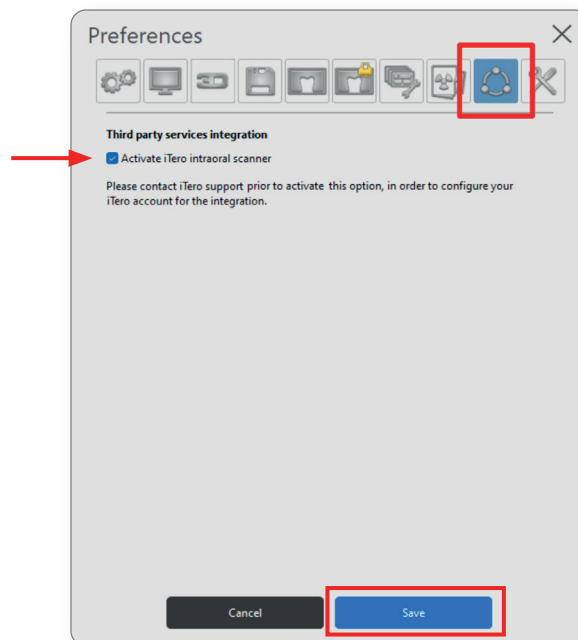 Preferences
3D
Third party services integration
Activate iTero intraoral scanner
Please contact iTero support prior to activate this option, in order to configure your
iTero account for the integration.
Cancel
Save